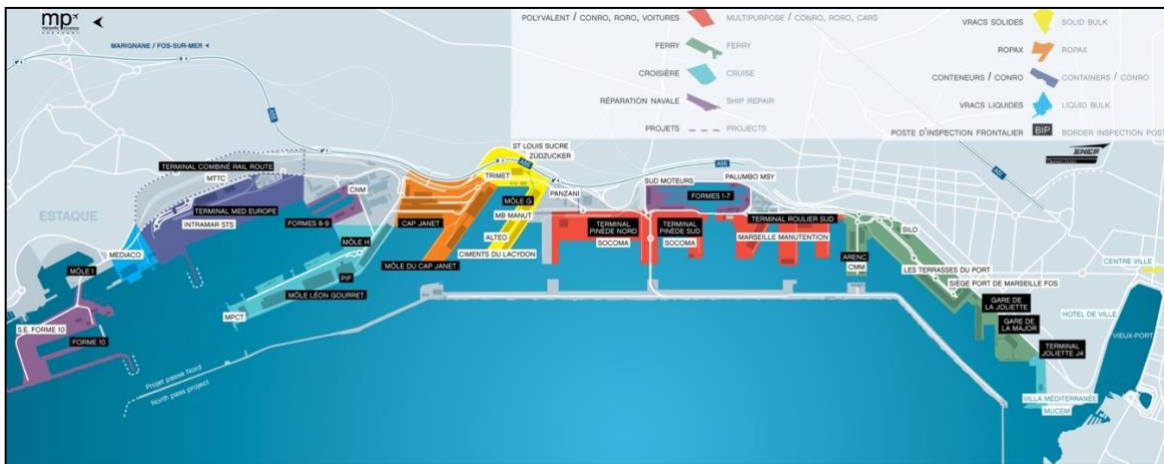 mp
MARIGNANE / FOS-SUR-MER
POLYVALENT / CONRO, RORO, VOITURES
MULTIPURPOSE / CONRO, RORO, CARS
FERRY
FERRY
CROISIÈRE
CRUISE
RÉPARATION NAVALE
SHIP REPAIR
PROJETS
PROJECTS
VRACS SOLIDES
SOLID BULK
ROPAX
ROPAX
CONTENEURS / CONRO
CONTAINERS / CONRO
VRACS LIQUIDES
LIQUID BULK
POSTE D'INSPECTION FRONTALIER
BIP
BORDER INSPECTION POST
ESTAQUE
TERMINAL COMBINÉ RAIL ROUTE
MTTC
TERMINAL MED EUROPE
INTRAMAR STS
MEDIACO
MÔLE 1
S.E. FORME 10
FORME 10
CNM
FORMES 8-9
MÔLE H
PIF
MÔLE LÉON GOURRET
MPCT
Projet passe Nord
North pass project
CAP JANET
MÔLE DU CAP JANET
ST LOUIS SUCRE
ZÜDZUCKER
TRIMET
PANZANI
MÔLE G
MB MANUT
ALTEO
CIMENTS DU LACYDON
TERMINAL
PINÈDE NORD
SOCOMA
TERMINAL
PINÈDE SUD
SOCOMA
SUD MOTEURS
PALUMBO MSY
FORMES 1-7
TERMINAL ROULIER SUD
MARSEILLE MANUTENTION
ARENC
CMM
SILO
LES TERRASSES DU PORT
SIÈGE PORT DE MARSEILLE FOS
GARE DE
LA JOLIETTE
GARE DE
LA MAJOR
TERMINAL
JOLIETTE J4
VILLA MÉDITERRANÉE
MUCEM
CENTRE VILLE
HOTEL DE VILLE
VIEUX-PORT